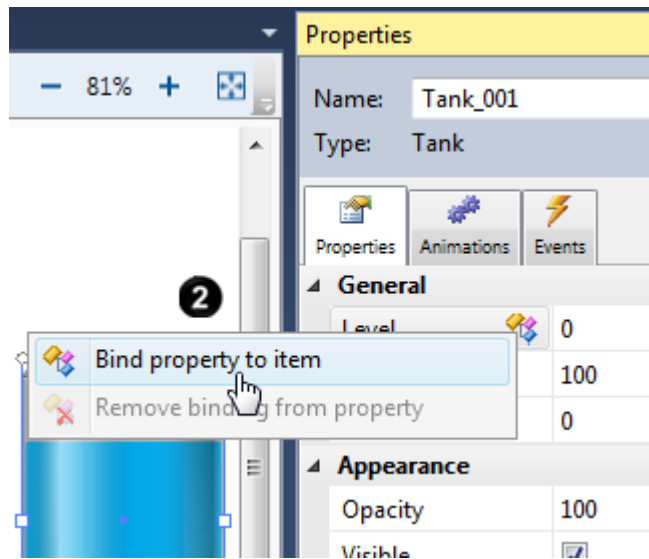 Properties
81%
Name: Tank_001
Type: Tank
Properties Animations Events
General
2
Level 0
Bind property to item
100
Remove binding from property
0
Appearance
Opacity 100
Visible